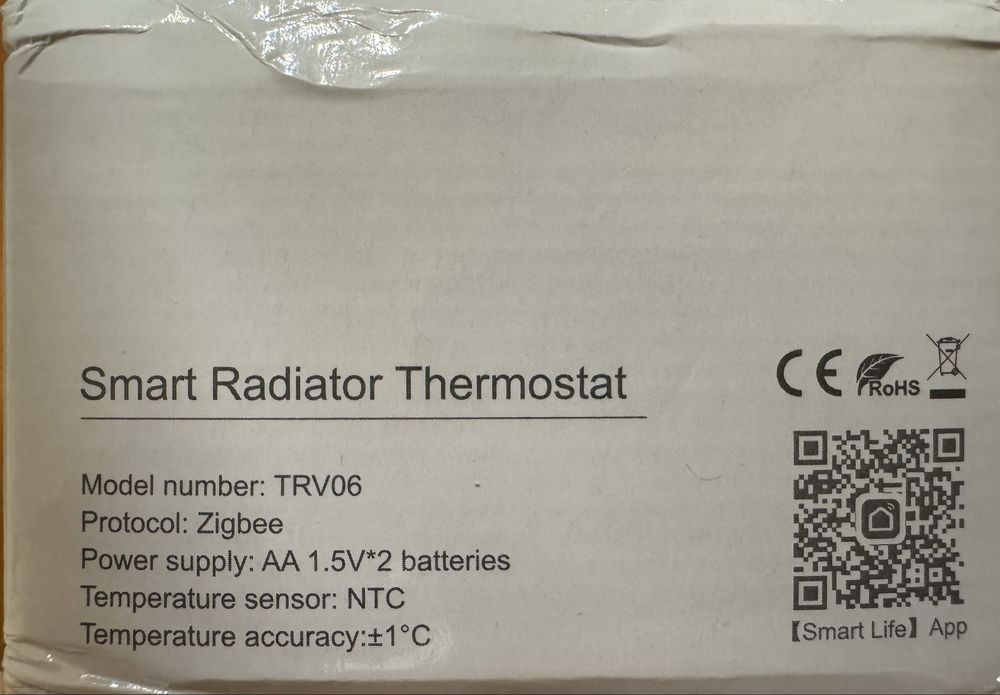 Smart Radiator Thermostat
CE RoHS
Model number: TRV06
Protocol: Zigbee
Power supply: AA 1.5V*2 batteries
Temperature sensor: NTC
Temperature accuracy:±1°C
【Smart Life】 App